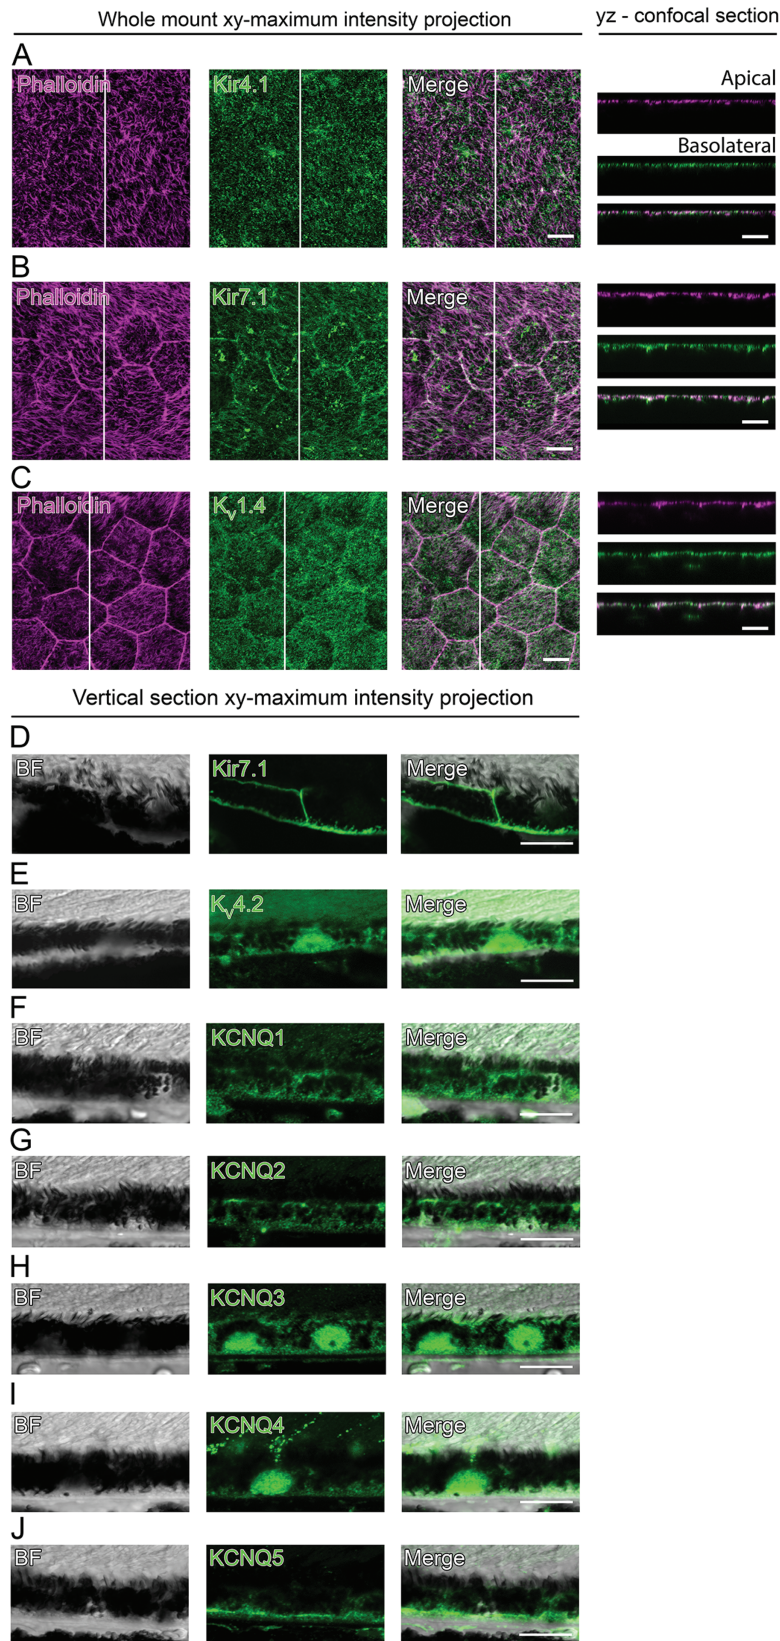 Whole mount xy-maximum intensity projection
yz - confocal section
A
Phalloidin
Kir4.1
Merge
Apical
Basolateral
B
Phalloidin
Kir7.1
Merge
C
Phalloidin
Kv1.4
Merge
Vertical section xy-maximum intensity projection
D
BF
Kir7.1
Merge
E
BF
Kv4.2
Merge
F
BF
KCNQ1
Merge
G
BF
KCNQ2
Merge
H
BF
KCNQ3
Merge
I
BF
KCNQ4
Merge
J
BF
KCNQ5
Merge